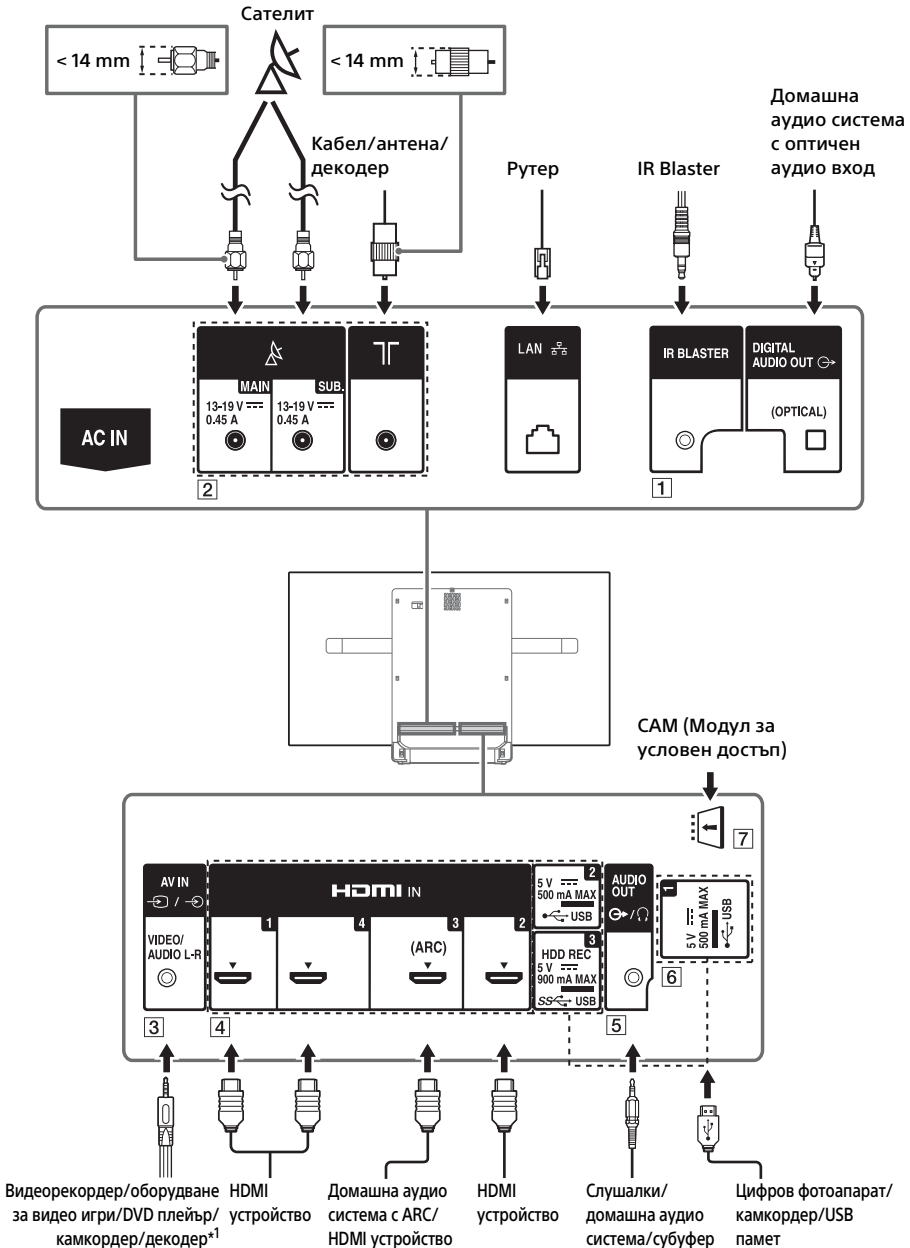 Сателит
< 14 mm
< 14 mm
Кабел/антена/
декодер
Рутер
IR Blaster
Домашна
аудио система
с оптичен
аудио вход
AC IN
MAIN
13-19 V
0.45 A
SUB.
13-19 V
0.45 A
2
LAN
IR BLASTER
DIGITAL
AUDIO OUT
(OPTICAL)
1
CAM (Модул за
условен достъп)
7
AV IN
/
VIDEO/
AUDIO L-R
3
HDMI IN
1
4
3
(ARC)
2
4
2
5 V
500 mA MAX
USB
3
HDD REC
5 V
900 mA MAX
SS USB
AUDIO
OUT
/
5
1
5 V
500 mA MAX
USB
6
Видеорекордер/оборудване
за видео игри/DVD плейър/
камкордер/декодер*1
HDMI
устройство
Домашна аудио
система с ARC/
HDMI устройство
HDMI
устройство
Слушалки/
домашна аудио
система/субуфер
Цифров фотоапарат/
камкордер/USB
памет